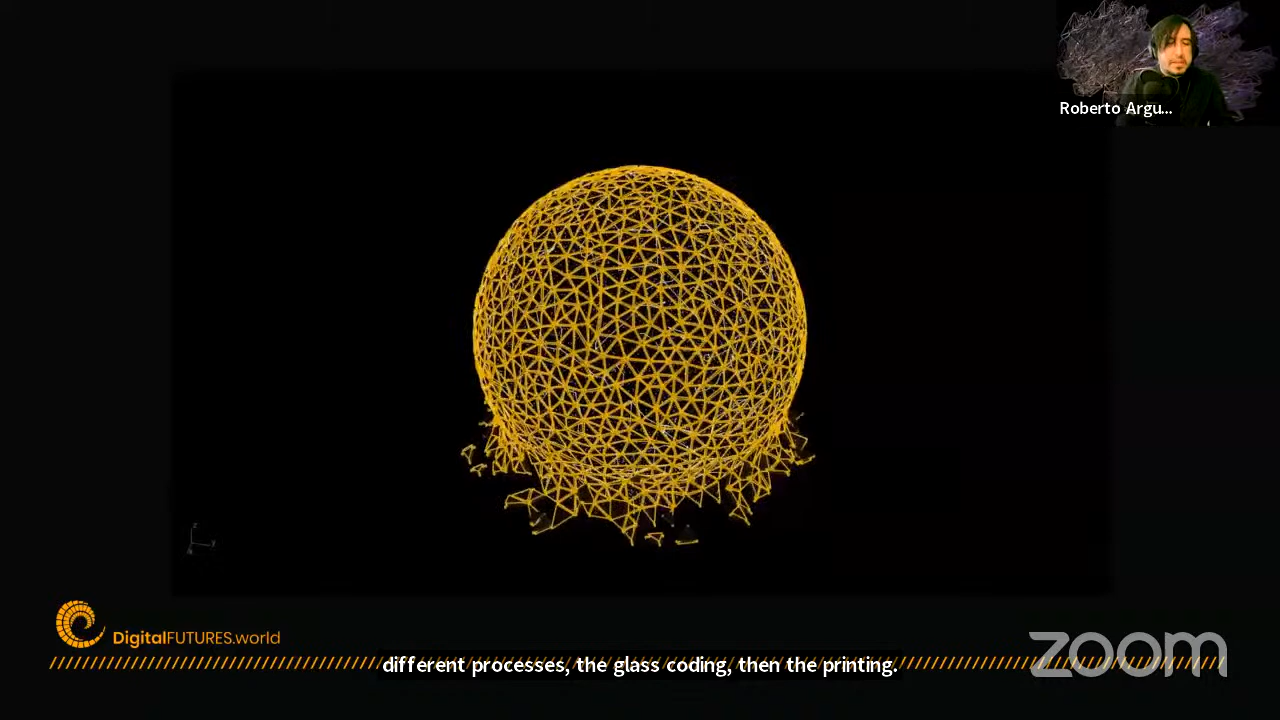 Roberto Argu...
DigitalFUTURES.world
zoom
different processes, the glass coding, then the printing.